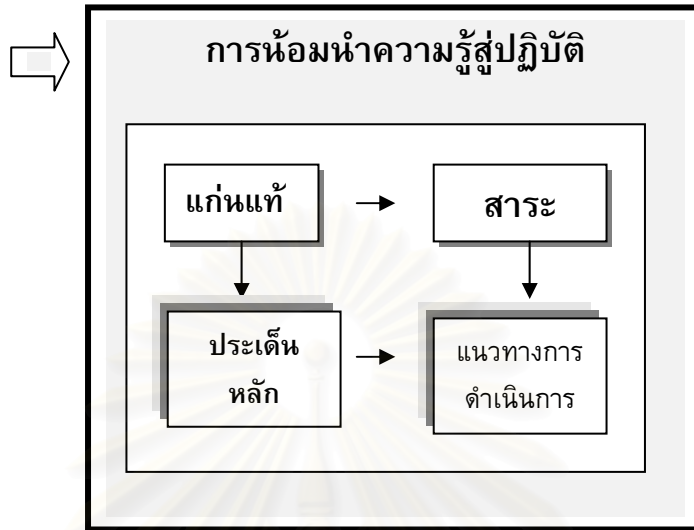 การน้อมนำความรู้สู่ปฏิบัติ
แก่นแท้
สาระ
ประเด็น
หลัก
แนวทางการ
ดำเนินการ